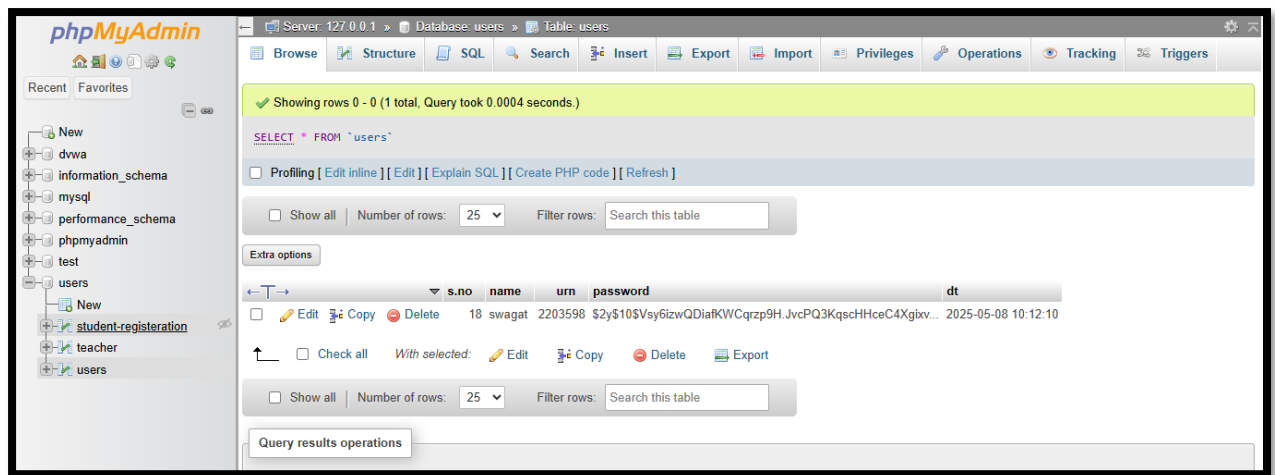 phpMyAdmin
Recent Favorites
New
dvwa
information_schema
mysql
performance_schema
phpmyadmin
test
users
New
student-registeration
teacher
users
Server: 127.0.0.1 » Database: users » Table: users
Browse Structure SQL Search Insert Export Import Privileges Operations Tracking Triggers
Showing rows 0 - 0 (1 total, Query took 0.0004 seconds.)
SELECT * FROM `users`
Profiling [ Edit inline ] [ Edit ] [ Explain SQL ] [ Create PHP code ] [ Refresh ]
Show all | Number of rows: 25 Filter rows: Search this table
Extra options
←T→ s.no name urn password dt
Edit Copy Delete 18 swagat 2203598 $2y$10$Vsy6izwQDiafKWCqrzp9H.JvcPQ3KqscHHceC4Xgixv... 2025-05-08 10:12:10
Check all With selected: Edit Copy Delete Export
Show all | Number of rows: 25 Filter rows: Search this table
Query results operations